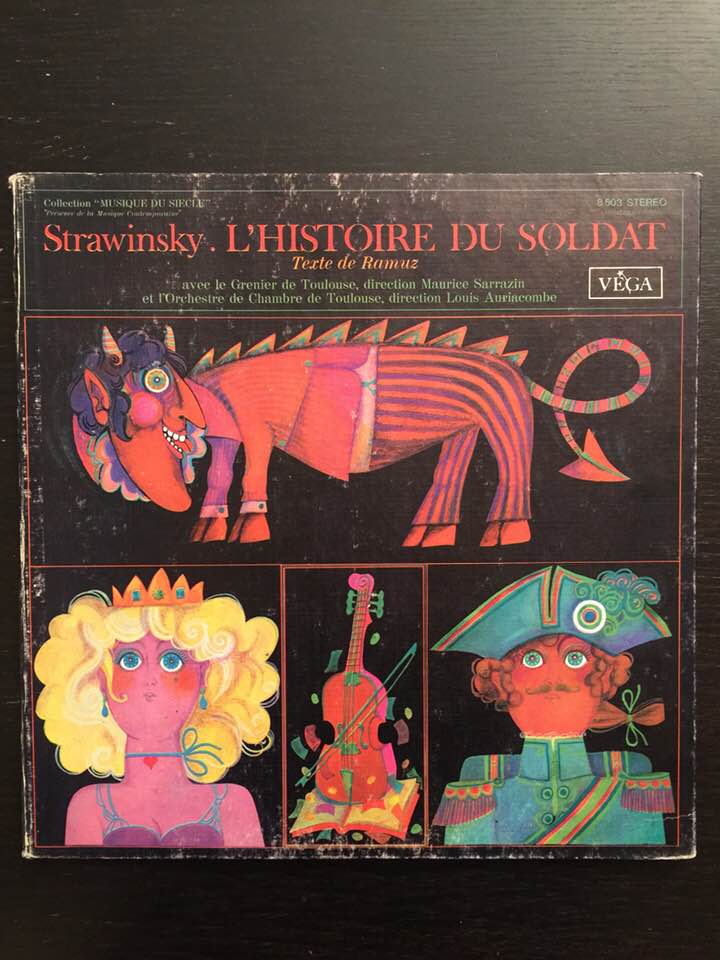 Collection "MUSIQUE DU SIECLE"
"Présence de la Musique Contemporaine"
8 503 STEREO
Strawinsky. L'HISTOIRE DU SOLDAT
Texte de Ramuz
avec le Grenier de Toulouse, direction Maurice Sarrazin
et l'Orchestre de Chambre de Toulouse, direction Louis Auriacombe
VÉGA